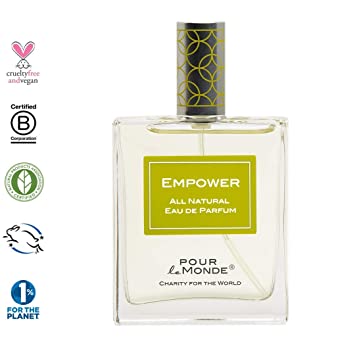 crueltyfree
andvegan
Certified
B
Corporation
CERTIFIED
1%
FOR THE
PLANET
EMPOWER
ALL NATURAL
EAU DE PARFUM
POUR
le MONDE®
CHARITY FOR THE WORLD